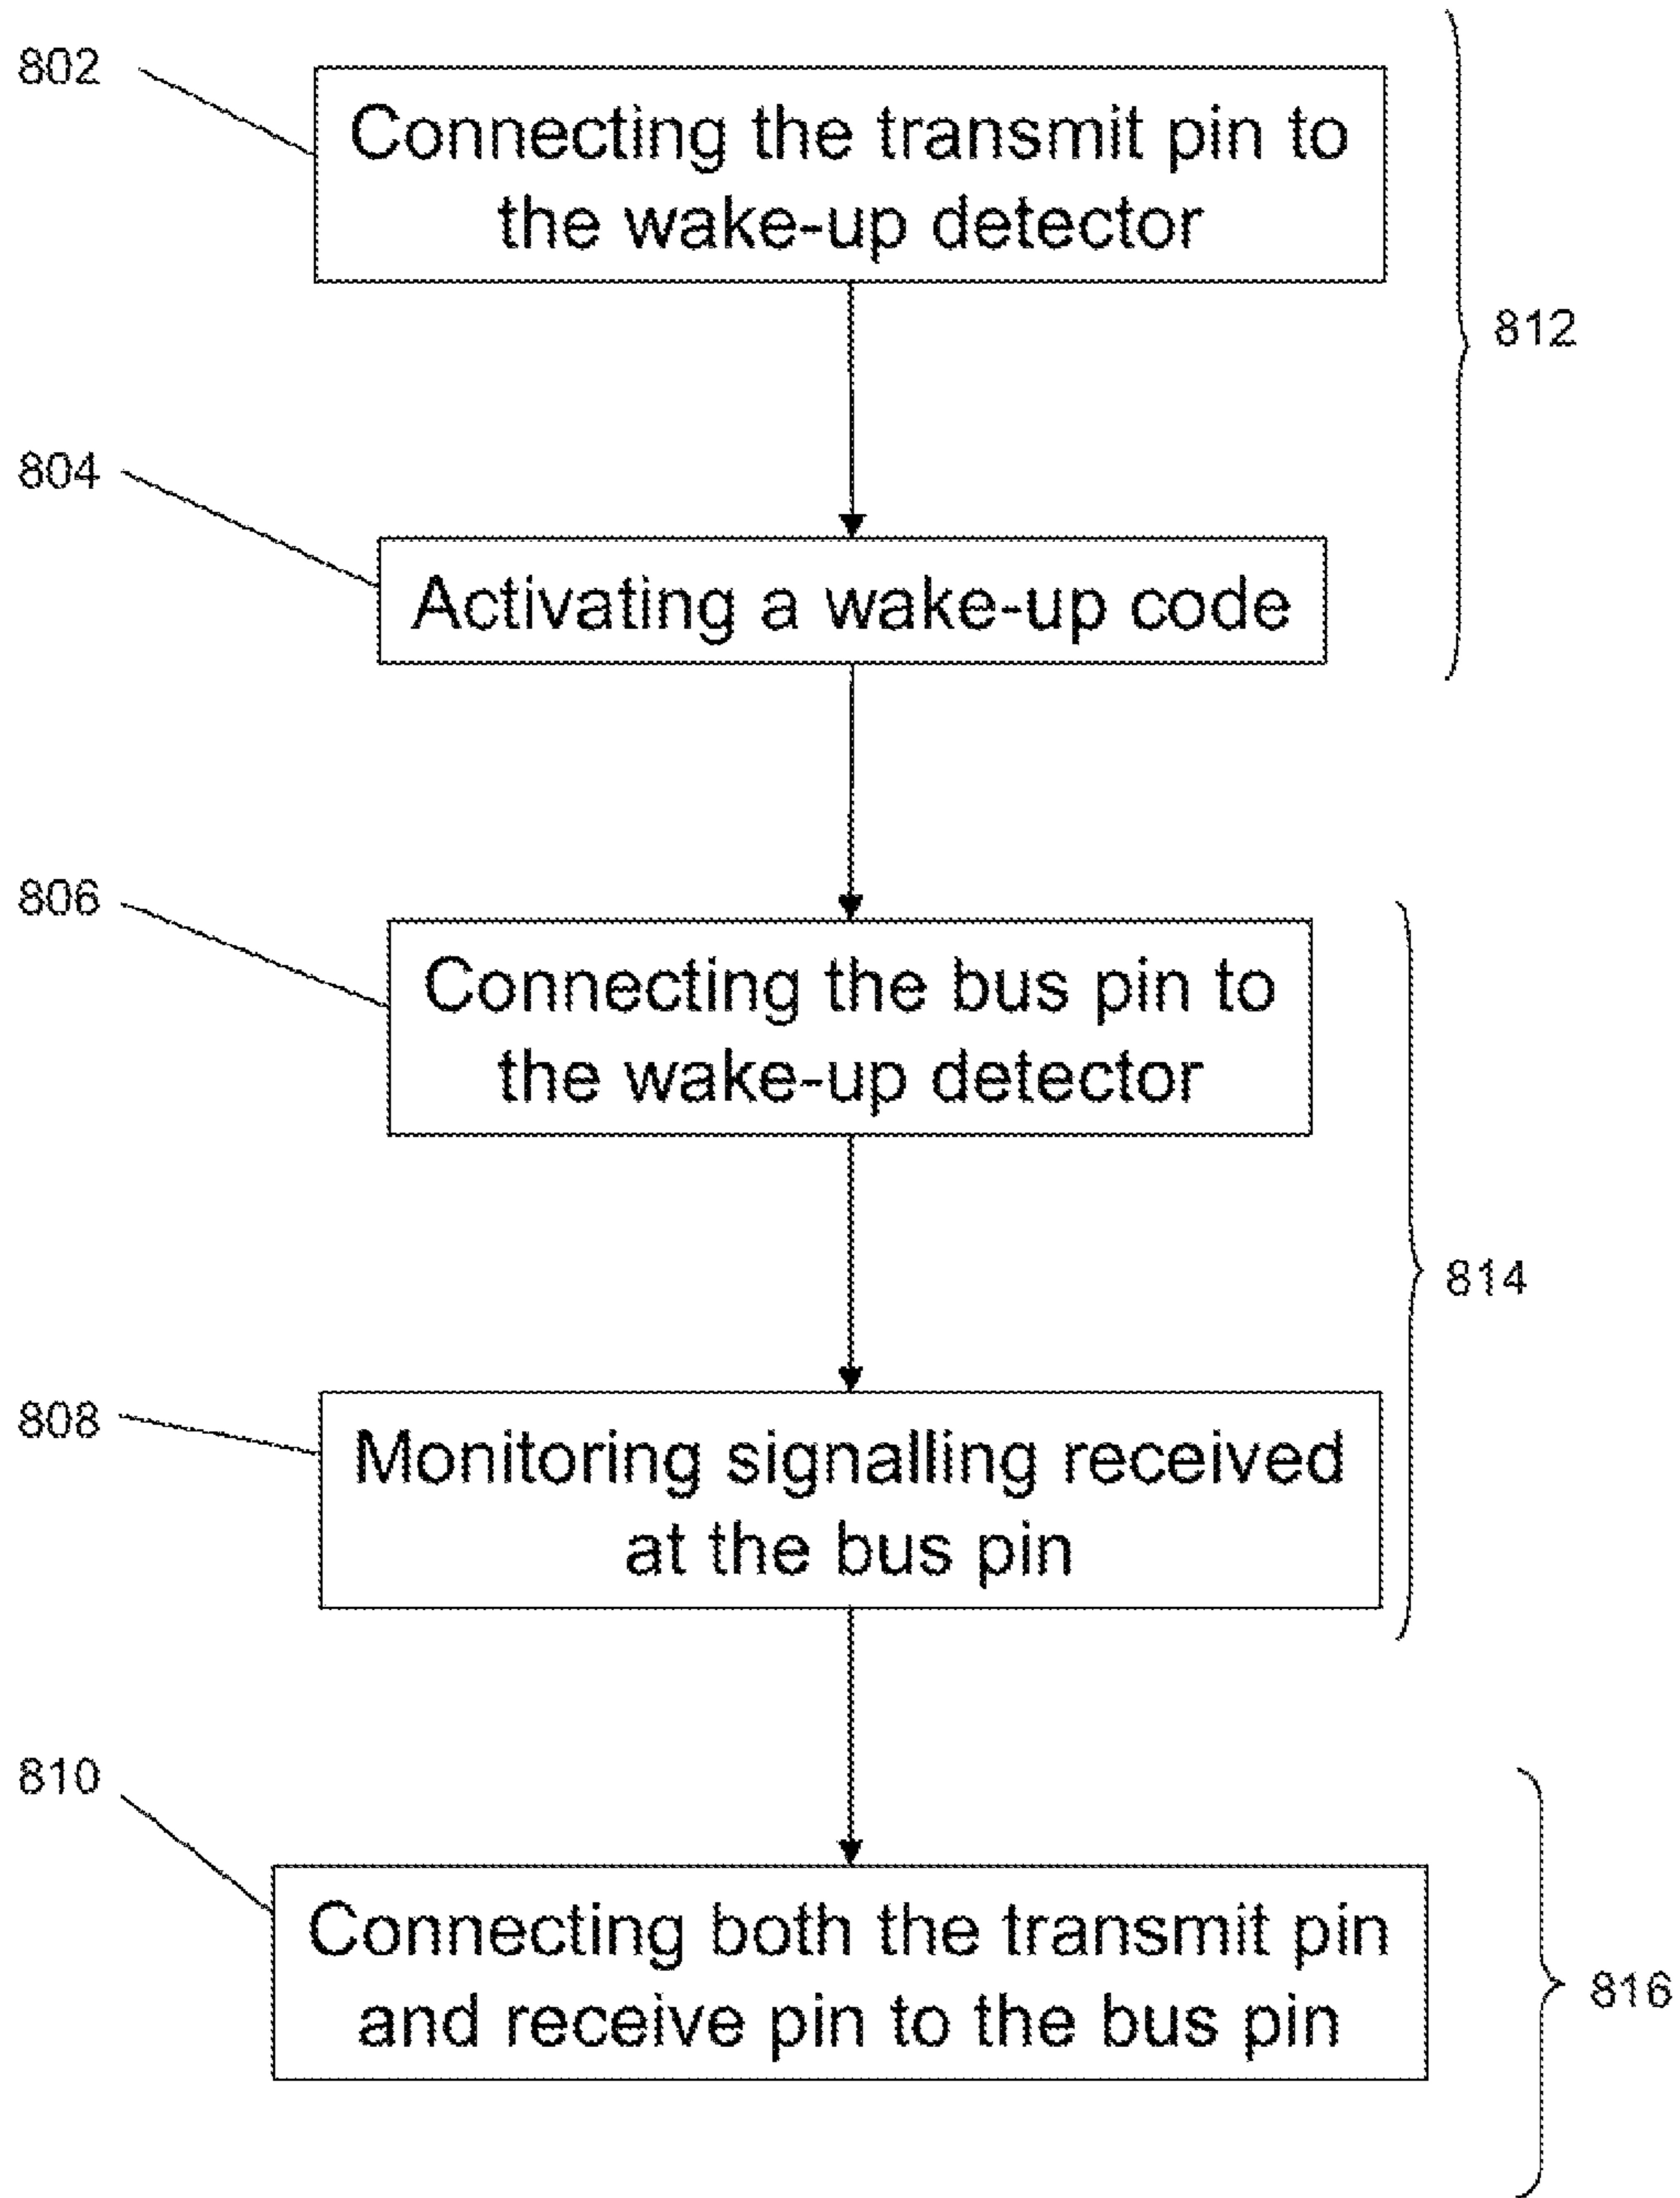 802
Connecting the transmit pin to
the wake-up detector
812
804
Activating a wake-up code
806
Connecting the bus pin to
the wake-up detector
814
808
Monitoring signalling received
at the bus pin
810
Connecting both the transmit pin
and receive pin to the bus pin
816